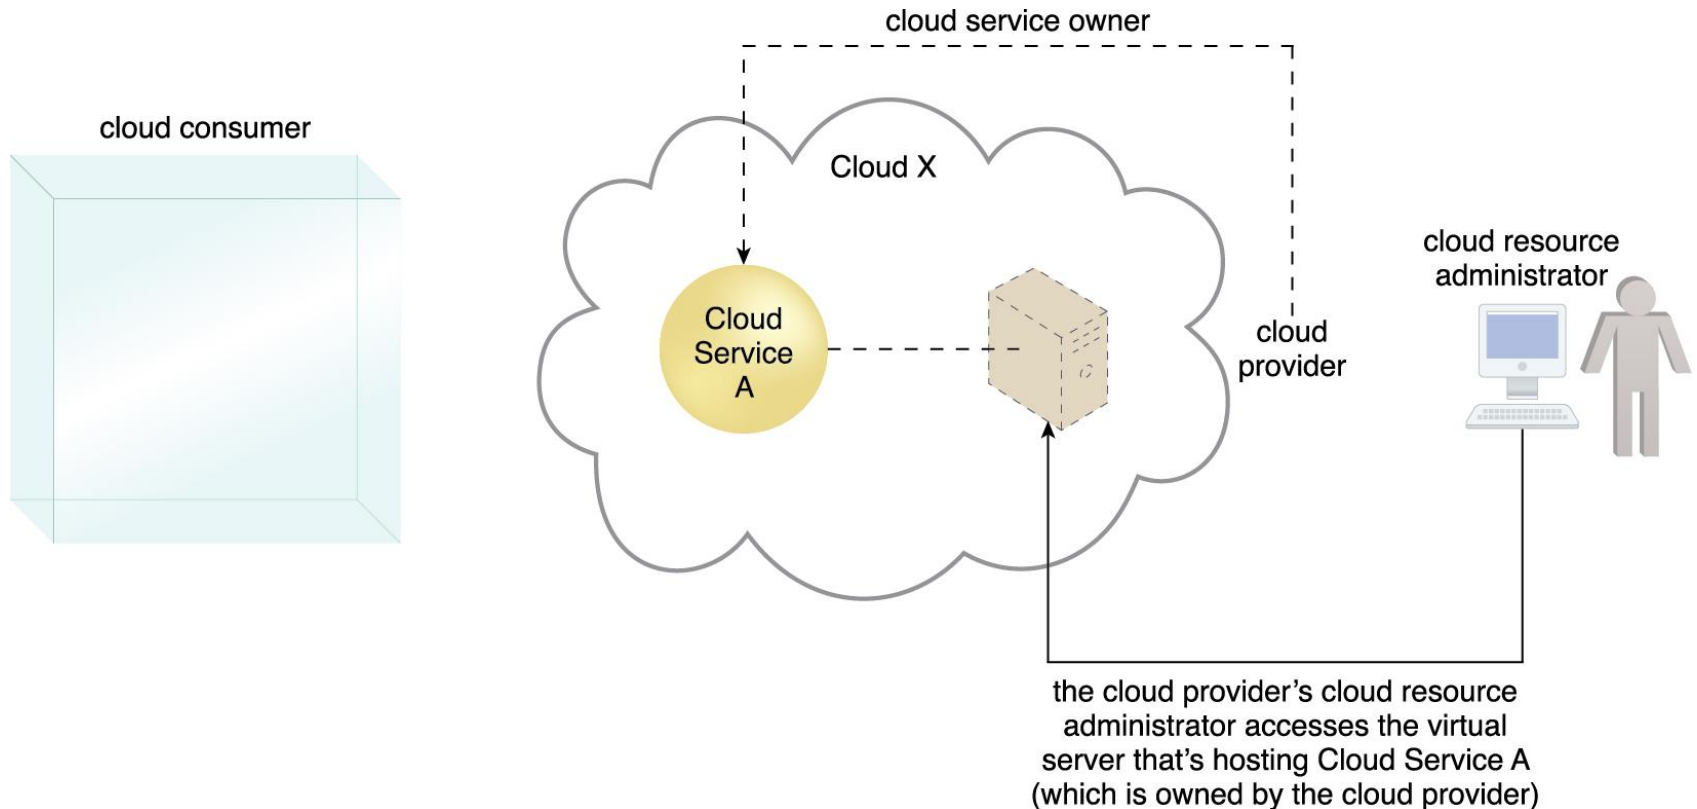 cloud service owner
cloud consumer
Cloud X
Cloud
Service
A
cloud
provider
cloud resource
administrator
the cloud provider’s cloud resource
administrator accesses the virtual
server that’s hosting Cloud Service A
(which is owned by the cloud provider)